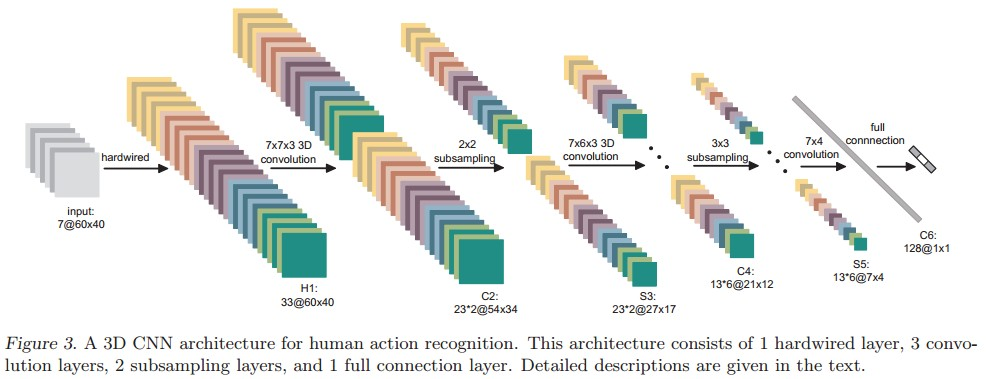 input:
7@60x40
hardwired
H1:
33@60x40
7x7x3 3D
convolution
C2:
23*2@54x34
2x2
subsampling
S3:
23*2@27x17
7x6x3 3D
convolution
C4:
13*6@21x12
3x3
subsampling
S5:
13*6@7x4
7x4
convolution
C6:
128@1x1
full
connnection
Figure 3. A 3D CNN architecture for human action recognition. This architecture consists of 1 hardwired layer, 3 convo-
lution layers, 2 subsampling layers, and 1 full connection layer. Detailed descriptions are given in the text.